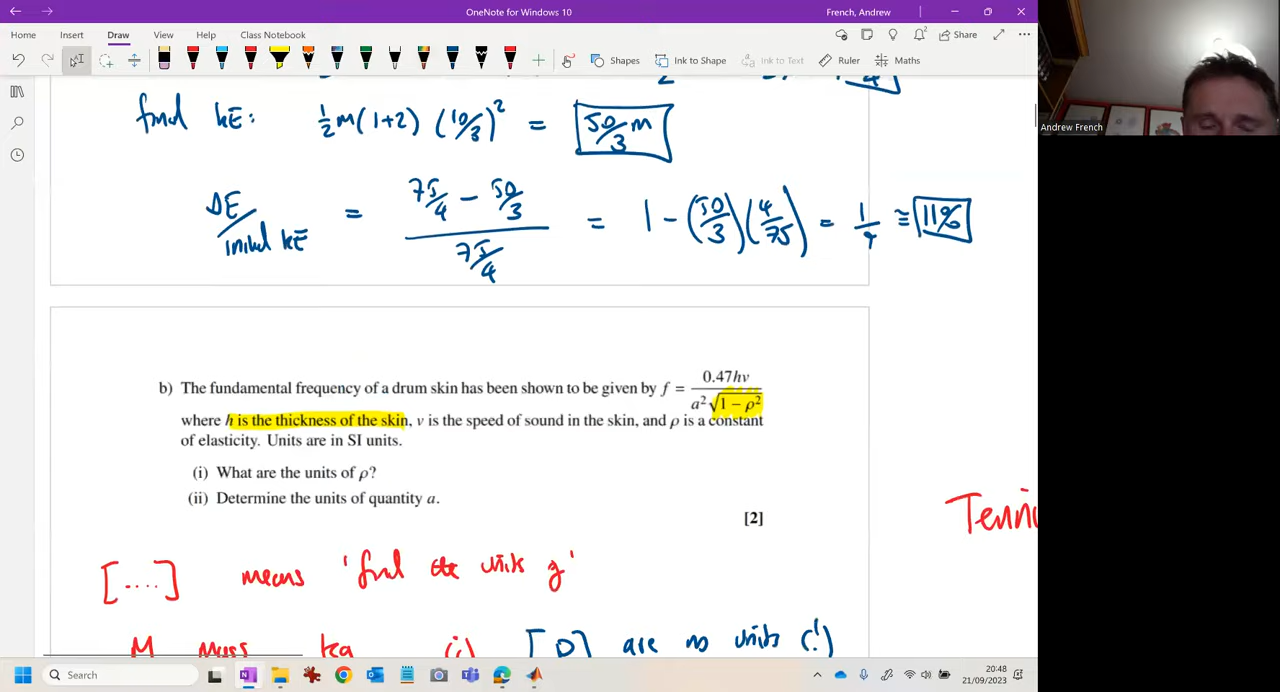 OneNote for Windows 10
French, Andrew
Home Insert Draw View Help Class Notebook
Share
Shapes Ink to Shape Ink to Text Ruler Maths
Andrew French
find kE: ½ m(1+2) (10/3)² = 50/3 m
ΔE/initial kE = (75/4 − 50/3) / 75/4 = 1 − (50/3)(4/75) = 1/9 ≅ 11%
b) The fundamental frequency of a drum skin has been shown to be given by f = 0.47hv / a²√(1 − ρ²)
where h is the thickness of the skin, v is the speed of sound in the skin, and ρ is a constant
of elasticity. Units are in SI units.
(i) What are the units of ρ?
(ii) Determine the units of quantity a.
[2]
Tenni
[....] means 'find the units of'
M mass (i) are no units (!)
Search
20:48
21/09/2023